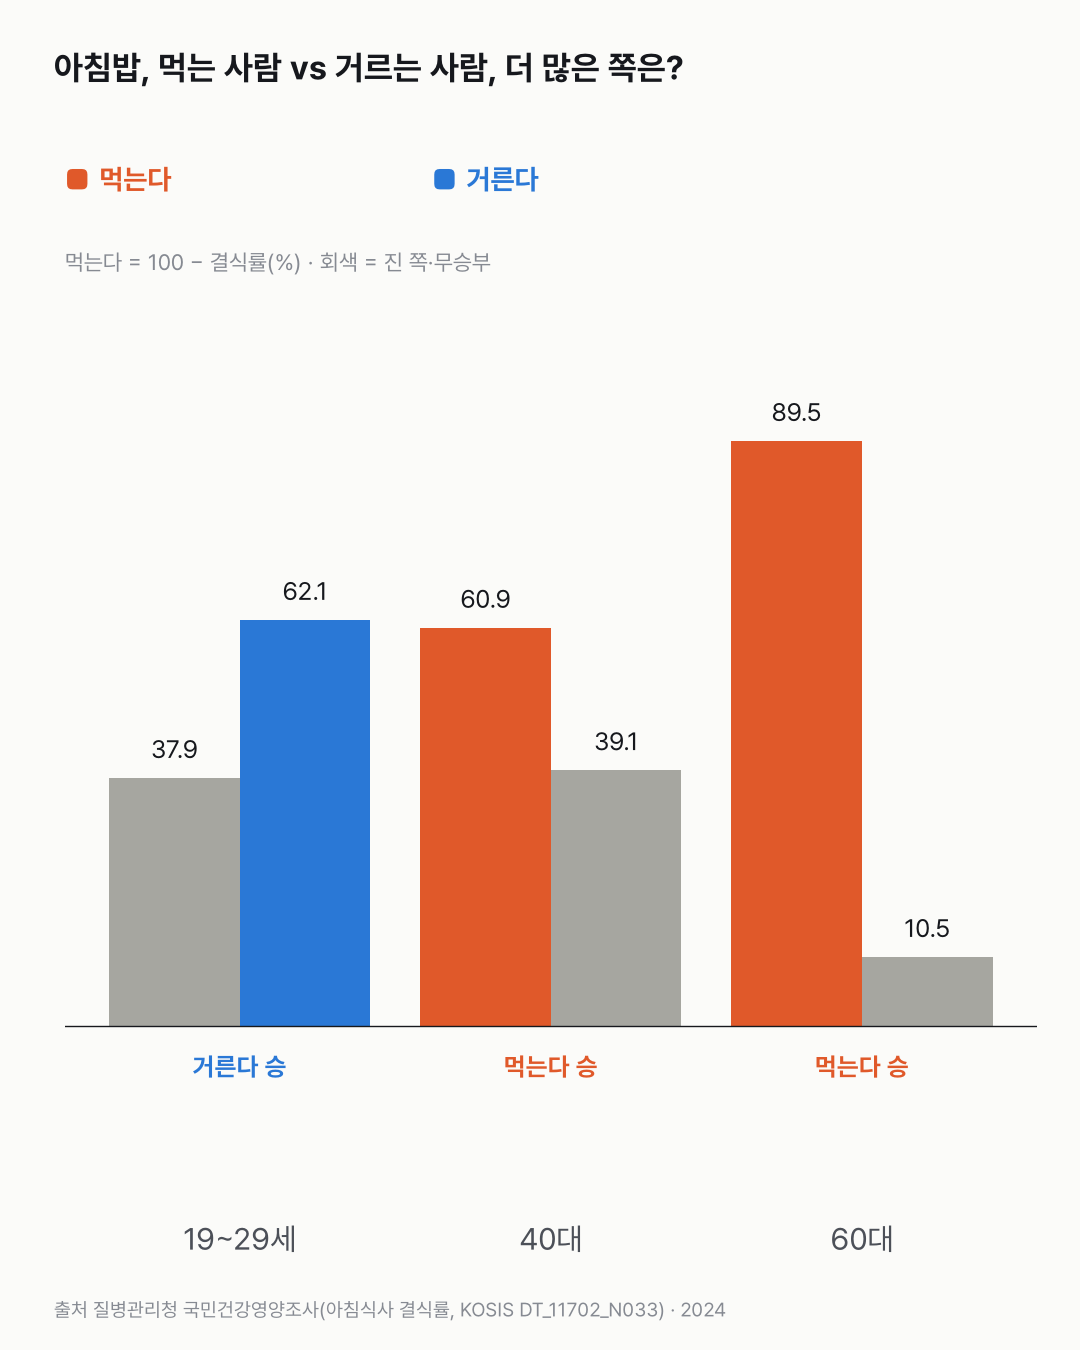 아침밥, 먹는 사람 vs 거르는 사람, 더 많은 쪽은?
먹는다 거른다
먹는다 = 100 − 결식률(%) · 회색 = 진 쪽·무승부
89.5
62.1 60.9
37.9 39.1
10.5
거른다 승 먹는다 승 먹는다 승
19~29세 40대 60대
출처 질병관리청 국민건강영양조사(아침식사 결식률, KOSIS DT_11702_N033) · 2024